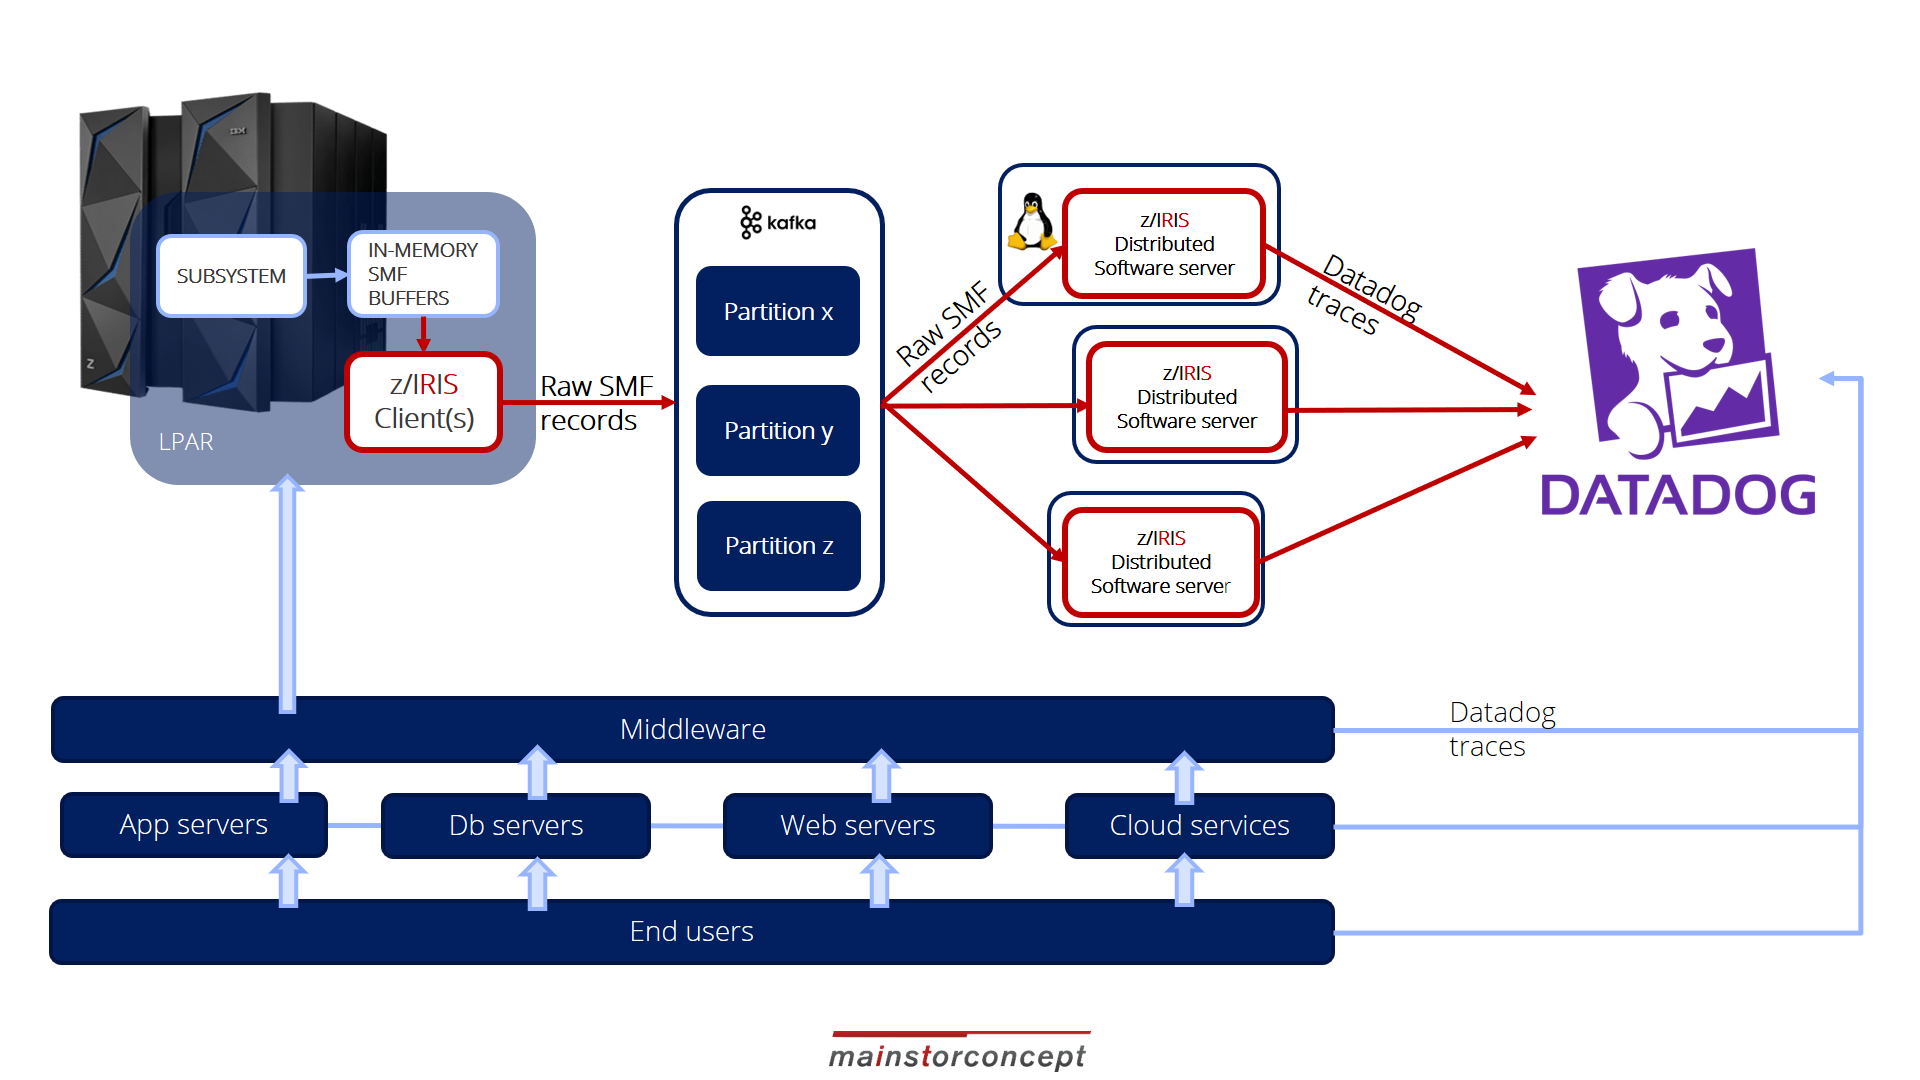 IBM
Z
SUBSYSTEM
IN-MEMORY
SMF
BUFFERS
z/IRIS
Client(s)
LPAR
Raw SMF
records
kafka
Partition x
Partition y
Partition z
Raw SMF
records
z/IRIS
Distributed
Software server
z/IRIS
Distributed
Software server
z/IRIS
Distributed
Software server
Datadog
traces
DATADOG
Middleware
Datadog
traces
App servers
Db servers
Web servers
Cloud services
End users
mainstorconcept